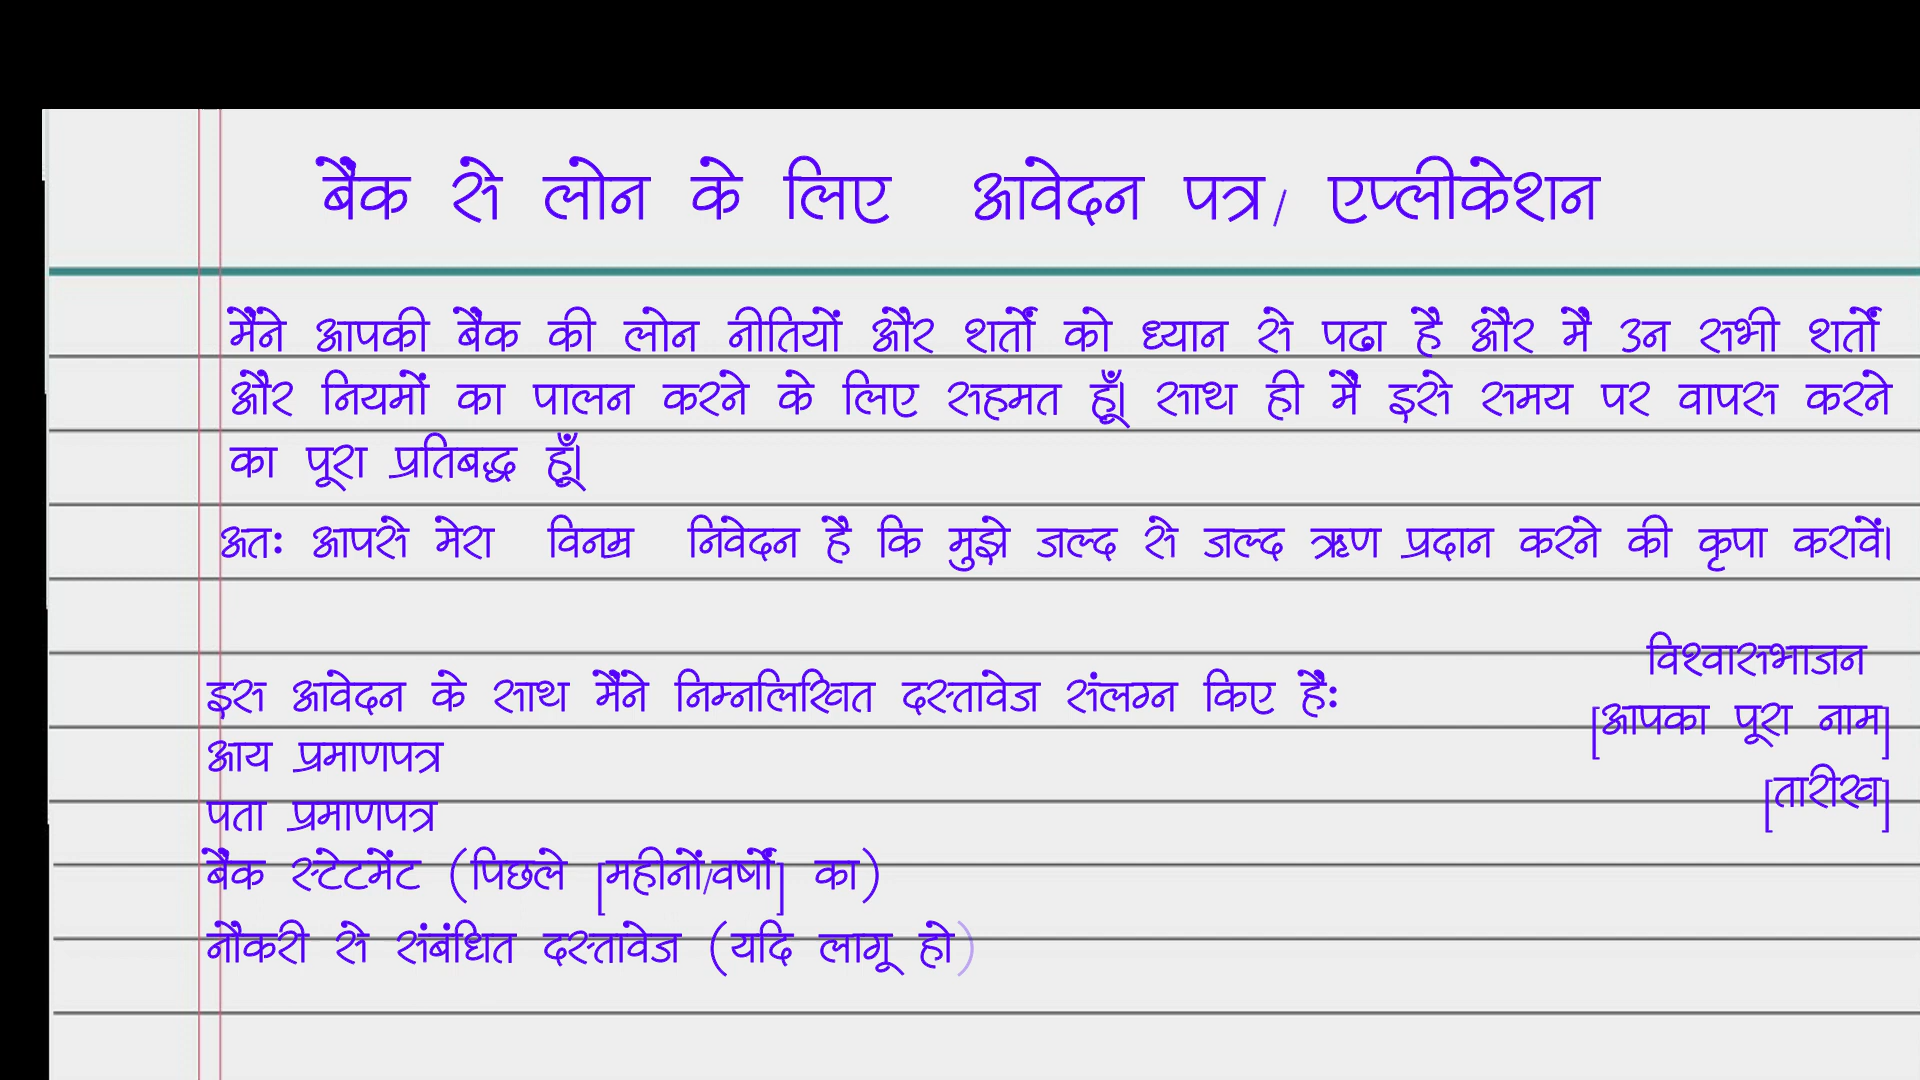 बैंक से लोन के लिए आवेदन पत्र/ एप्लीकेशन
मैंने आपकी बैंक की लोन नीतियों और शर्तों को ध्यान से पढा है और मैं उन सभी शर्तों
और नियमों का पालन करने के लिए सहमत हूँ। साथ ही मैं इसे समय पर वापस करने
का पूरा प्रतिबद्ध हूँ।
अतः आपसे मेरा विनम्र निवेदन है कि मुझे जल्द से जल्द ऋण प्रदान करने की कृपा करावें।
विश्वासभाजन
[आपका पूरा नाम]
[तारीख]
इस आवेदन के साथ मैंने निम्नलिखित दस्तावेज संलग्न किए हैं:
आय प्रमाणपत्र
पता प्रमाणपत्र
बैंक स्टेटमेंट (पिछले [महीनों/वर्षों] का)
नौकरी से संबंधित दस्तावेज (यदि लागू हो)